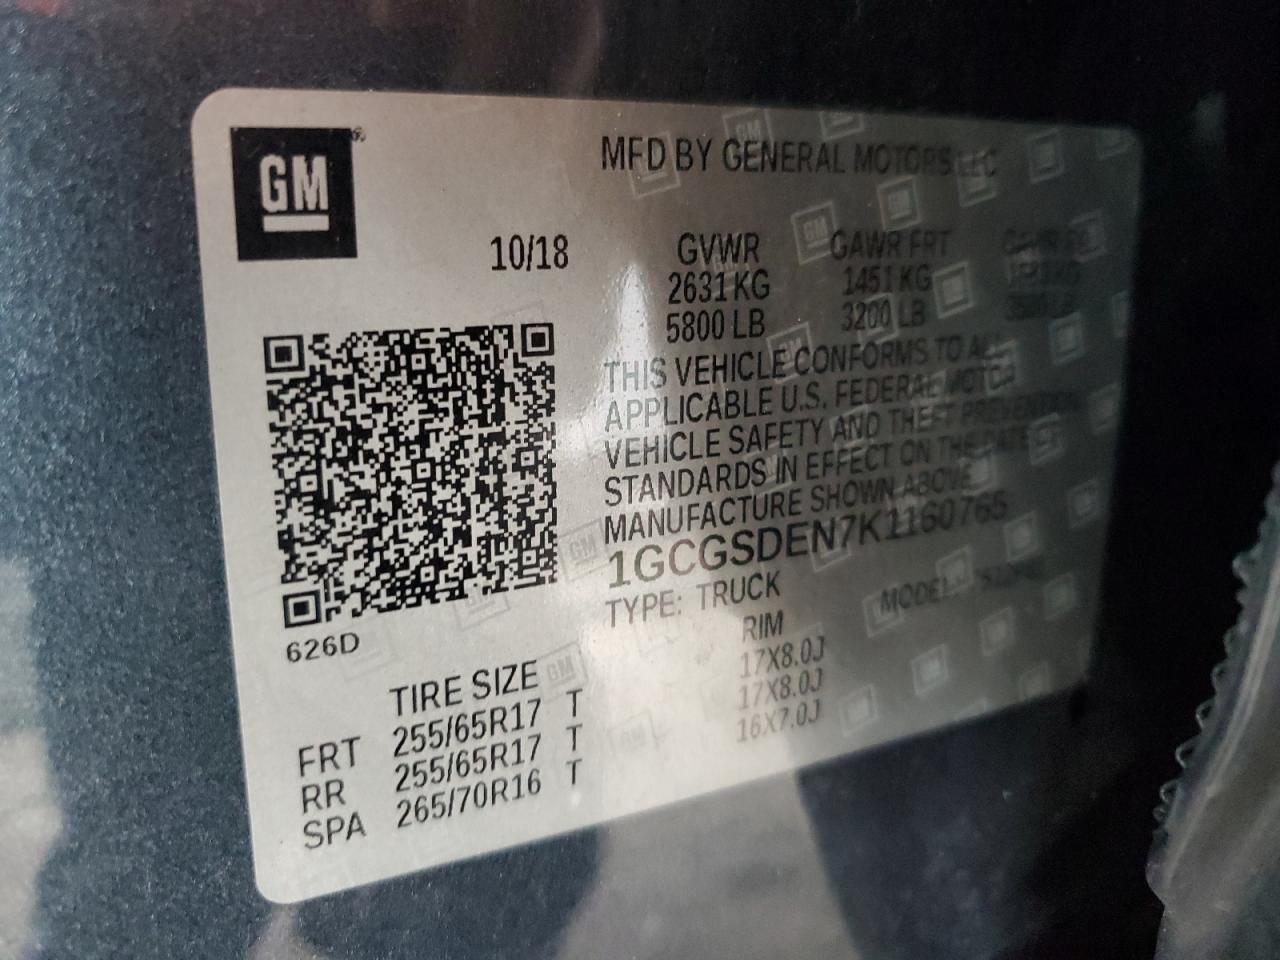 GM
MFD BY GENERAL MOTORS LLC
10/18
GVWR GAWR FRT GAWR RR
2631 KG 1451 KG
5800 LB 3200 LB
THIS VEHICLE CONFORMS TO ALL
APPLICABLE U.S. FEDERAL MOTOR
VEHICLE SAFETY AND THEFT PREVENTION
STANDARDS IN EFFECT ON THE DATE OF
MANUFACTURE SHOWN ABOVE
1GCGSDEN7K1160765
TYPE: TRUCK MODEL:
626D
TIRE SIZE RIM
FRT 255/65R17 T 17X8.0J
RR 255/65R17 T 17X8.0J
SPA 265/70R16 T 16X7.0J